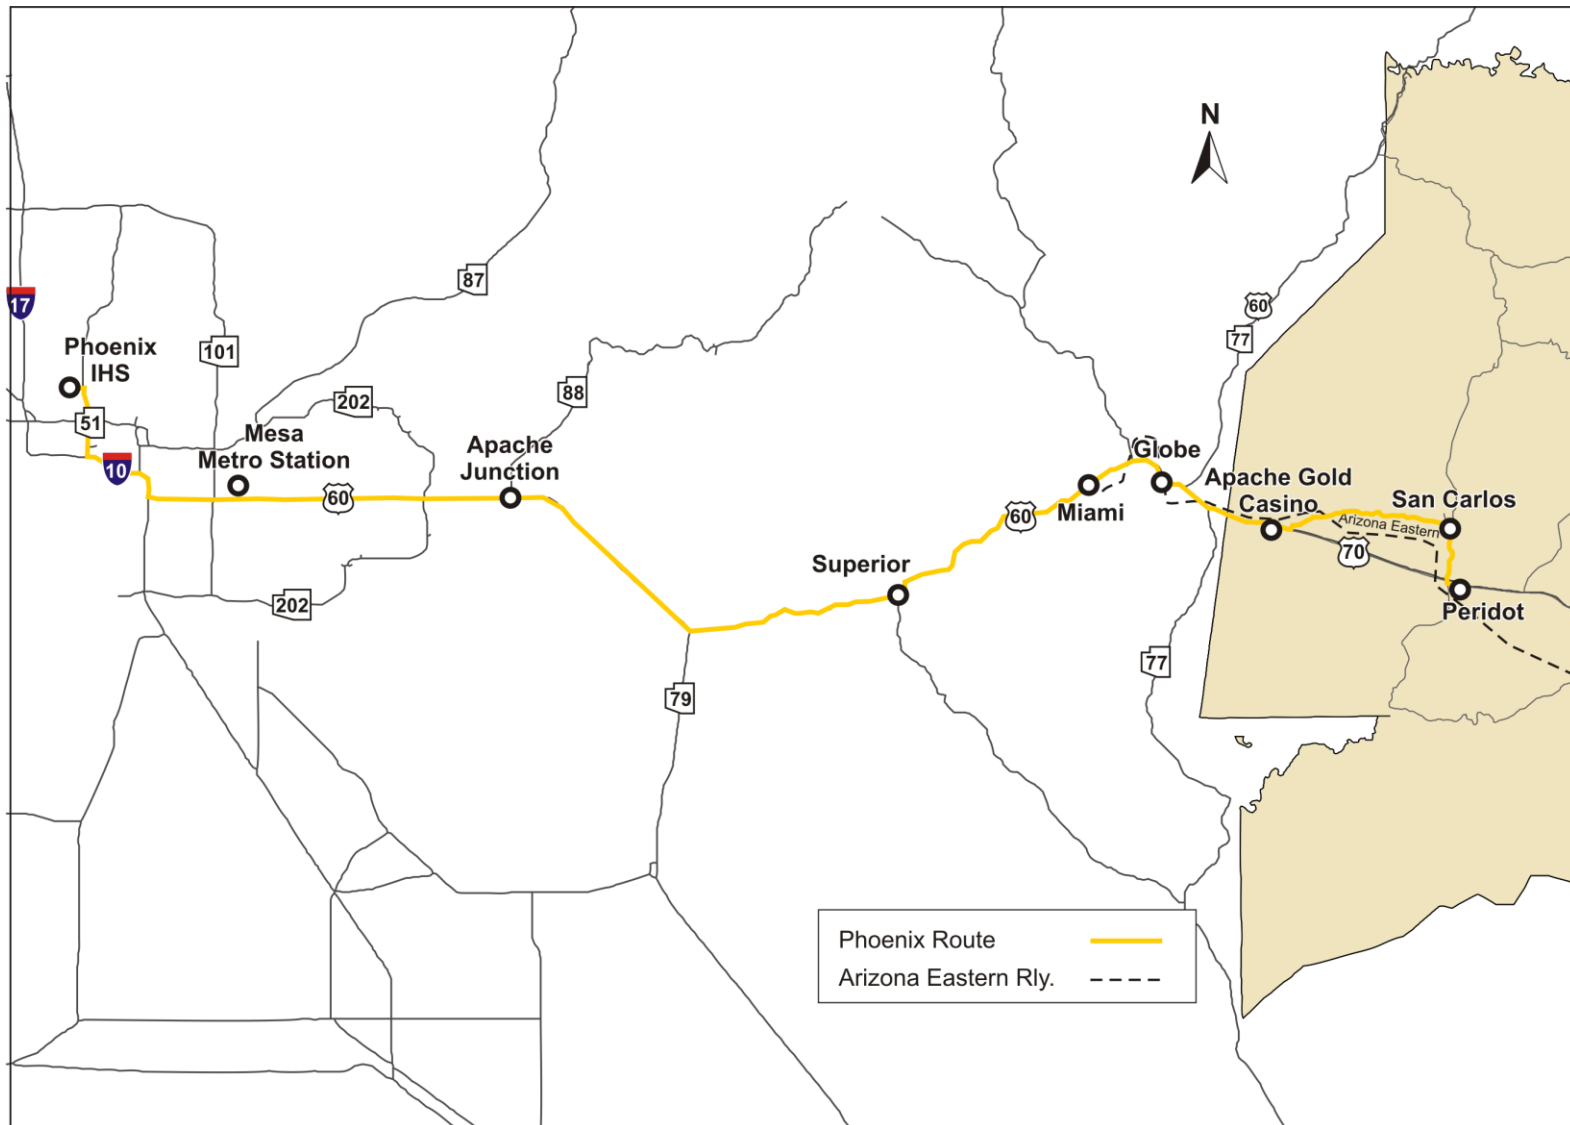 N
87
60
17
77
Phoenix
IHS
101
88
202
51
Mesa
Metro Station
Apache
Junction
Globe
10
60
60
Miami
Apache Gold
Casino
San Carlos
Arizona Eastern
70
Superior
202
Peridot
77
79
Phoenix Route
Arizona Eastern Rly.